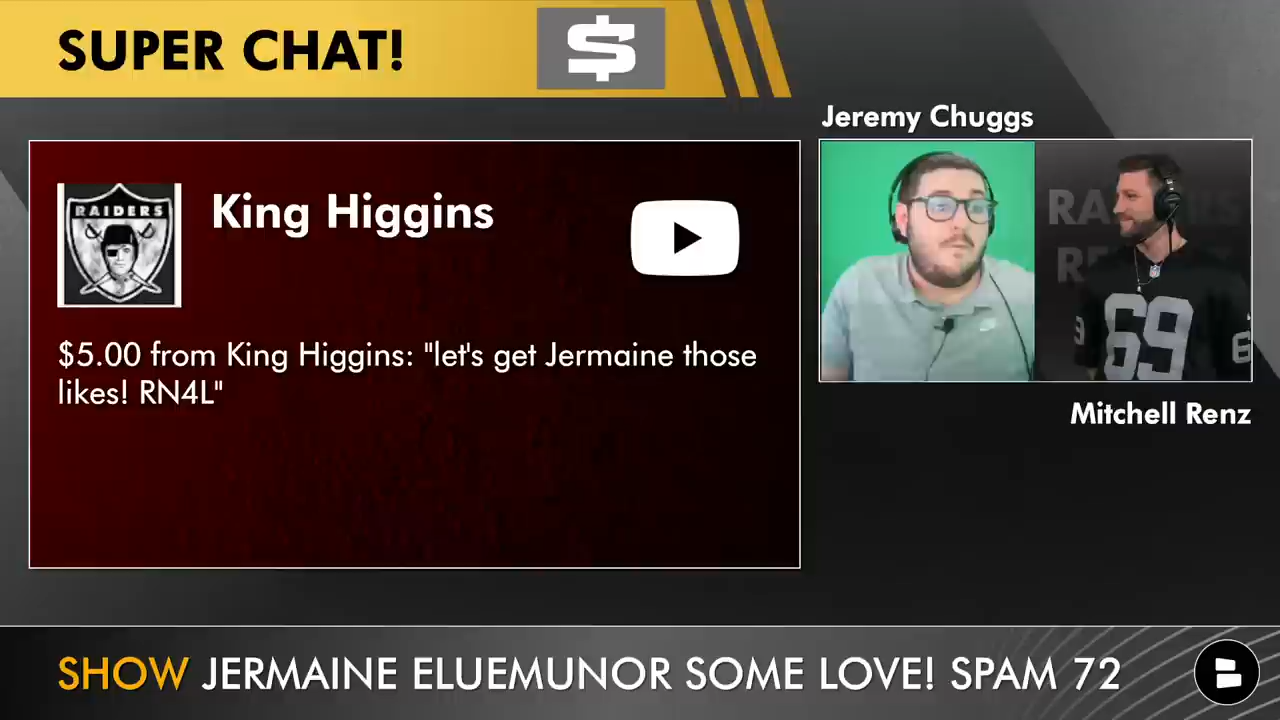 SUPER CHAT!
Jeremy Chuggs
RAIDERS
King Higgins
$5.00 from King Higgins: "let's get Jermaine those
likes! RN4L"
69
Mitchell Renz
SHOW JERMAINE ELUEMUNOR SOME LOVE! SPAM 72